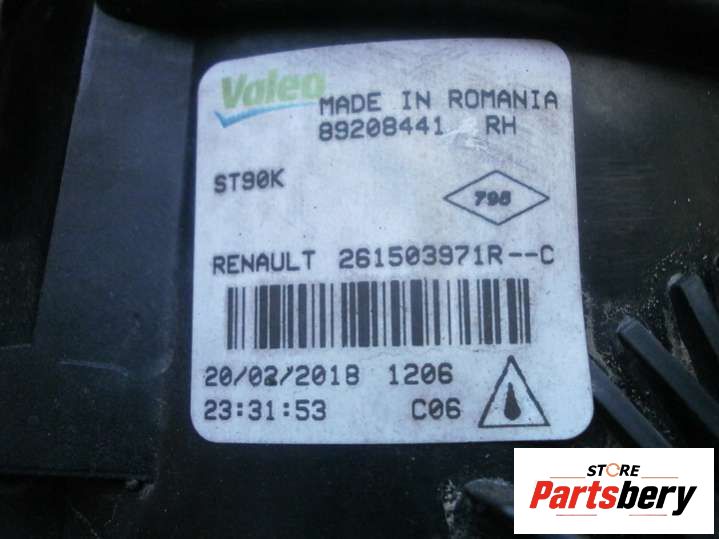 Valeo
MADE IN ROMANIA
89208441 RH
ST90K
796
RENAULT 261503971R--C
20/02/2018 1206
23:31:53 C06
STORE
Partsbery